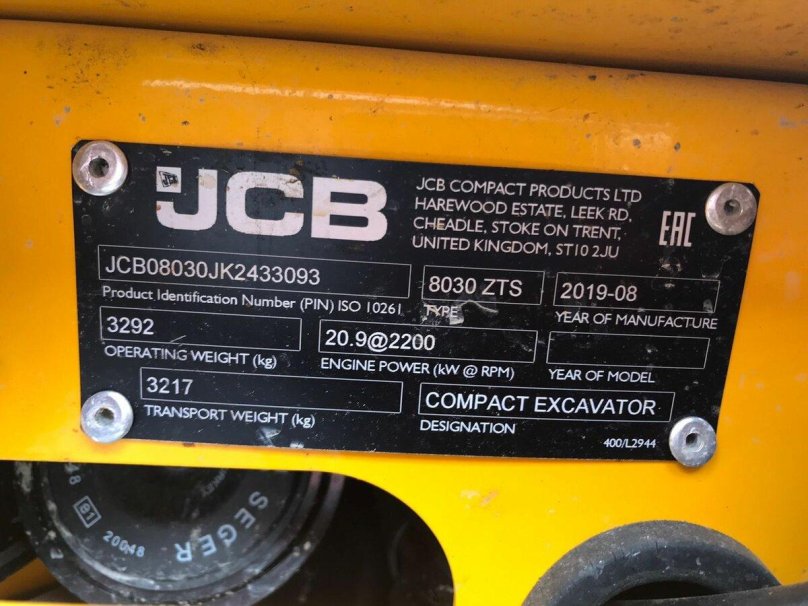 JCB
JCB COMPACT PRODUCTS LTD
HAREWOOD ESTATE, LEEK RD,
CHEADLE, STOKE ON TRENT,
UNITED KINGDOM, ST10 2JU
EAC
JCB08030JK2433093
Product Identification Number (PIN) ISO 10261
8030 ZTS
TYPE
2019-08
YEAR OF MANUFACTURE
3292
OPERATING WEIGHT (kg)
20.9@2200
ENGINE POWER (kW @ RPM)
YEAR OF MODEL
3217
TRANSPORT WEIGHT (kg)
COMPACT EXCAVATOR
DESIGNATION
400/L2944
SEGER
e1
20048